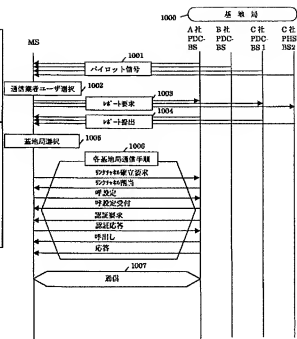 1000
基地局
MS
A社 PDC-BS
B社 PDC-BS
C社 PDC-BS1
C社 PHS BS2
1001
パイロット信号
通信業者ユーザ選択
1002
1003
レポート要求
1004
レポート提出
1005
基地局選択
1006
各基地局通信手順
リンクチャネル確立要求
リンクチャネル割当
呼設定
呼設定受付
認証要求
認証応答
呼出し
応答
1007
通信